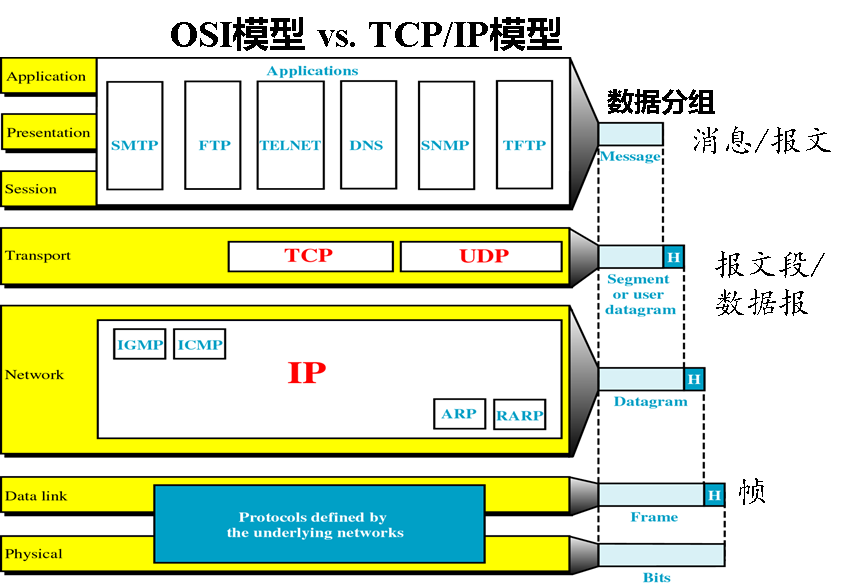 OSI模型 vs. TCP/IP模型
Application
Applications
数据分组
Presentation
SMTP
FTP
TELNET
DNS
SNMP
TFTP
消息/报文
Message
Session
Transport
TCP
UDP
H
报文段/
数据报
Segment
or user
datagram
Network
IGMP
ICMP
IP
H
Datagram
ARP
RARP
Data link
H
帧
Frame
Protocols defined by
the underlying networks
Physical
Bits